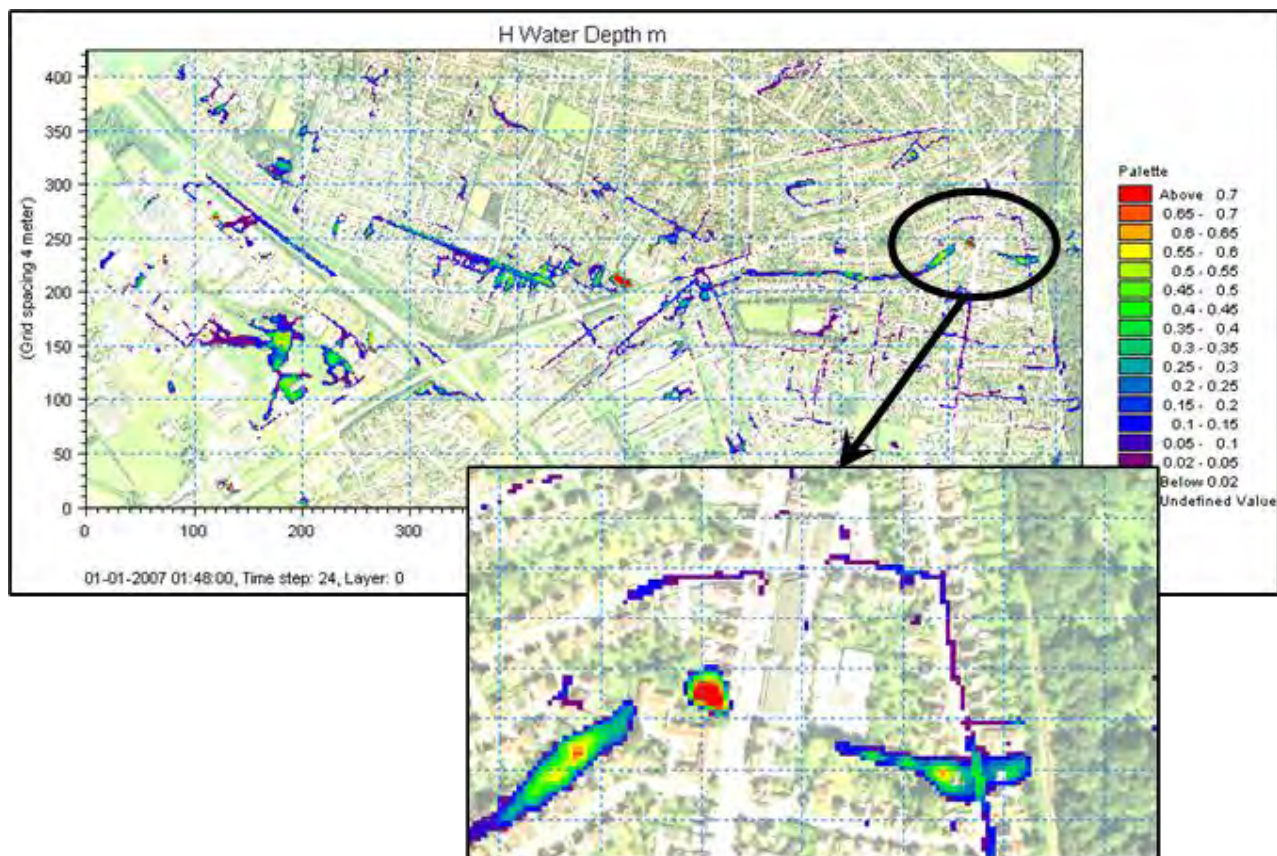 H Water Depth m
400
350
300
250
200
150
100
50
0
(Grid spacing 4 meter)
0
100
200
300
01-01-2007 01:48:00, Time step: 24, Layer: 0
Palette
Above 0.7
0.65 - 0.7
0.6 - 0.65
0.55 - 0.6
0.5 - 0.55
0.45 - 0.5
0.4 - 0.45
0.35 - 0.4
0.3 - 0.35
0.25 - 0.3
0.2 - 0.25
0.15 - 0.2
0.1 - 0.15
0.05 - 0.1
0.02 - 0.05
Below 0.02
Undefined Value